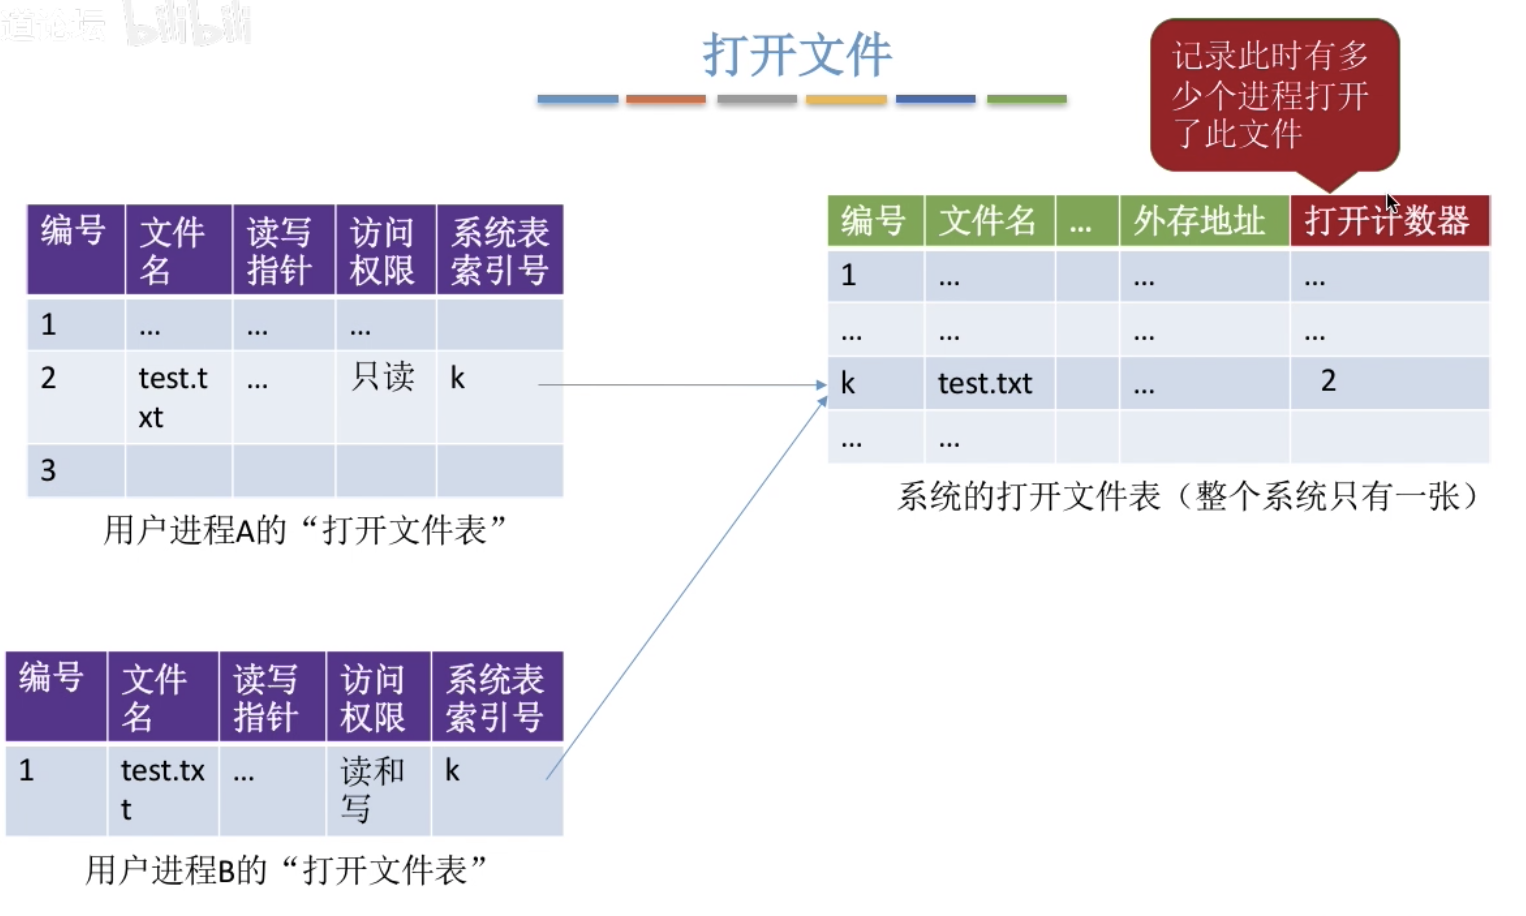 道论坛 bilibili
打开文件
记录此时有多
少个进程打开
了此文件
编号 文件名 读写指针 访问权限 系统表索引号
1 ... ... ...
2 test.txt ... 只读 k
3
用户进程A的“打开文件表”
编号 文件名 ... 外存地址 打开计数器
1 ... ... ...
... ... ... ...
k test.txt ... 2
... ...
系统的打开文件表（整个系统只有一张）
编号 文件名 读写指针 访问权限 系统表索引号
1 test.txt ... 读和写 k
用户进程B的“打开文件表”